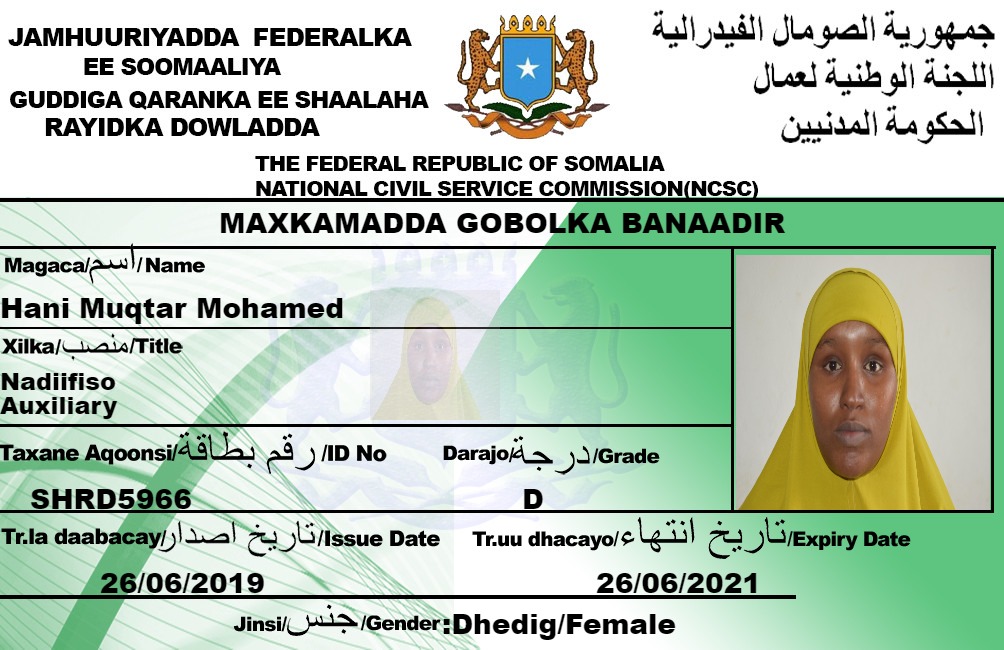 JAMHUURIYADDA FEDERALKA
EE SOOMAALIYA
GUDDIGA QARANKA EE SHAALAHA
RAYIDKA DOWLADDA
جمهورية الصومال الفيدرالية
اللجنة الوطنية لعمال
الحكومة المدنيين
THE FEDERAL REPUBLIC OF SOMALIA
NATIONAL CIVIL SERVICE COMMISSION(NCSC)
MAXKAMADDA GOBOLKA BANAADIR
Magaca/اسم/Name
Hani Muqtar Mohamed
Xilka/منصب/Title
Nadiifiso
Auxiliary
Taxane Aqoonsi/رقم بطاقة/ID No
Darajo/درجة/Grade
SHRD5966
D
Tr.la daabacay/تاريخ اصدار/Issue Date
Tr.uu dhacayo/تاريخ انتهاء/Expiry Date
26/06/2019
26/06/2021
Jinsi/جنس/Gender:Dhedig/Female